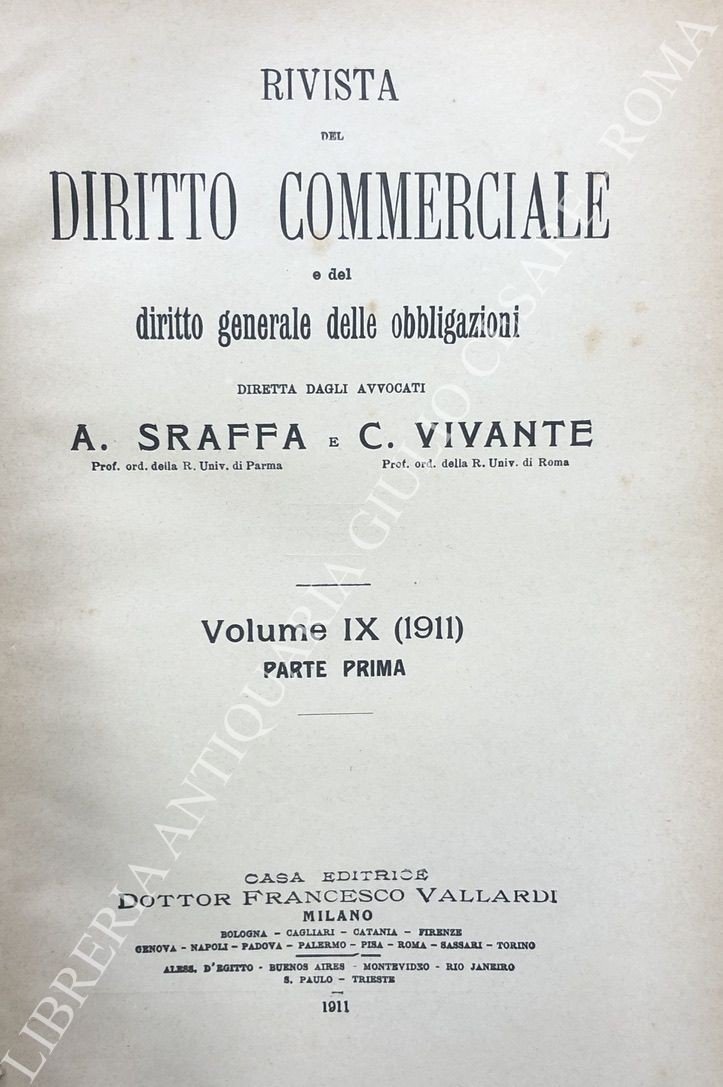 RIVISTA
DEL
DIRITTO COMMERCIALE
e del
diritto generale delle obbligazioni
DIRETTA DAGLI AVVOCATI
A. SRAFFA E C. VIVANTE
Prof. ord. della R. Univ. di Parma Prof. ord. della R. Univ. di Roma
Volume IX (1911)
PARTE PRIMA
CASA EDITRICE
DOTTOR FRANCESCO VALLARDI
MILANO
BOLOGNA - CAGLIARI - CATANIA - FIRENZE
GENOVA - NAPOLI - PADOVA - PALERMO - PISA - ROMA - SASSARI - TORINO
ALESS. D'EGITTO - BUENOS AIRES - MONTEVIDEO - RIO JANEIRO
S. PAULO - TRIESTE
1911
LIBRERIA ANTIQUARIA GIULIO CESARE - ROMA